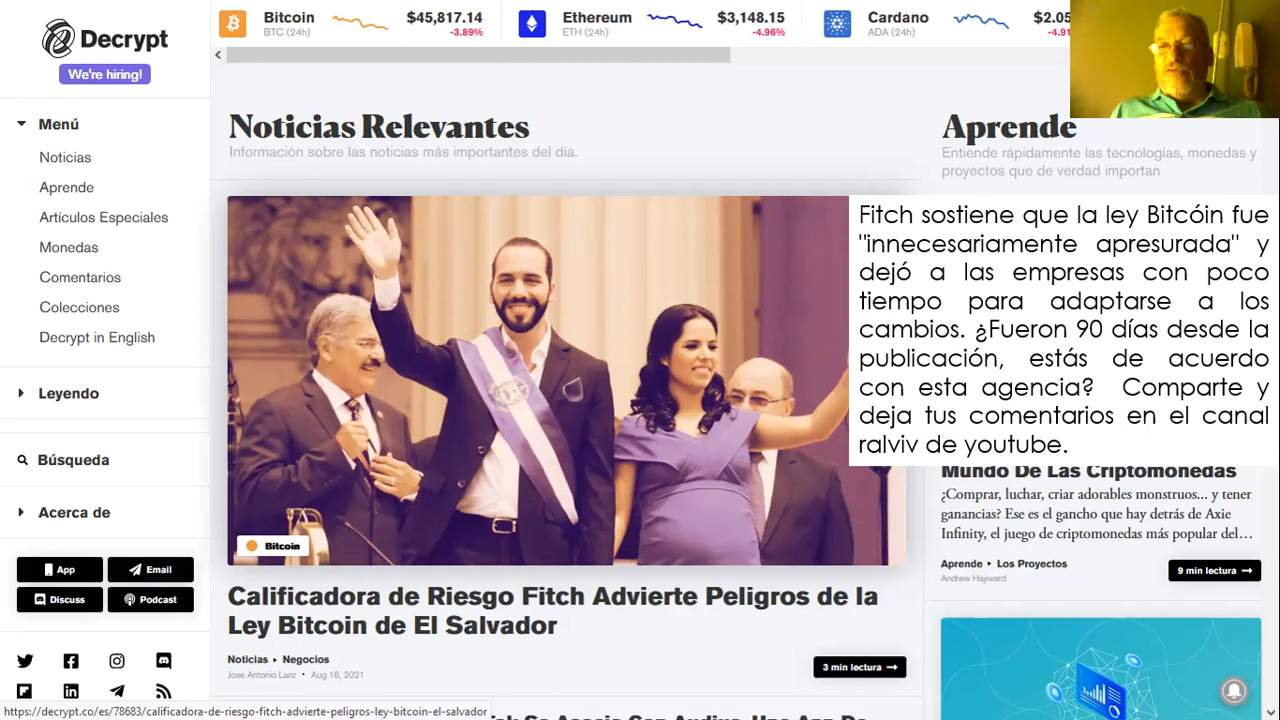 Decrypt
We're hiring!
Bitcoin
BTC (24h)
$45,817.14
-3.89%
Ethereum
ETH (24h)
$3,148.15
-4.96%
Cardano
ADA (24h)
$2.05
-4.91
Menú
Noticias
Aprende
Artículos Especiales
Monedas
Comentarios
Colecciones
Decrypt in English
Leyendo
Búsqueda
Acerca de
App
Email
Discuss
Podcast
Noticias Relevantes
Información sobre las noticias más importantes del día.
Bitcoin
Calificadora de Riesgo Fitch Advierte Peligros de la
Ley Bitcoin de El Salvador
Noticias ▸ Negocios
Jose Antonio Lanz • Aug 16, 2021
3 min lectura →
Aprende
Entiende rápidamente las tecnologías, monedas y
proyectos que de verdad importan
Fitch sostiene que la ley Bitcóin fue
"innecesariamente apresurada" y
dejó a las empresas con poco
tiempo para adaptarse a los
cambios. ¿Fueron 90 días desde la
publicación, estás de acuerdo
con esta agencia? Comparte y
deja tus comentarios en el canal
ralviv de youtube.
Mundo De Las Criptomonedas
¿Comprar, luchar, criar adorables monstruos... y tener
ganancias? Ese es el gancho que hay detrás de Axie
Infinity, el juego de criptomonedas más popular del...
Aprende ▸ Los Proyectos
Andrew Hayward
9 min lectura →
https://decrypt.co/es/78683/calificadora-de-riesgo-fitch-advierte-peligros-ley-bitcoin-el-salvador